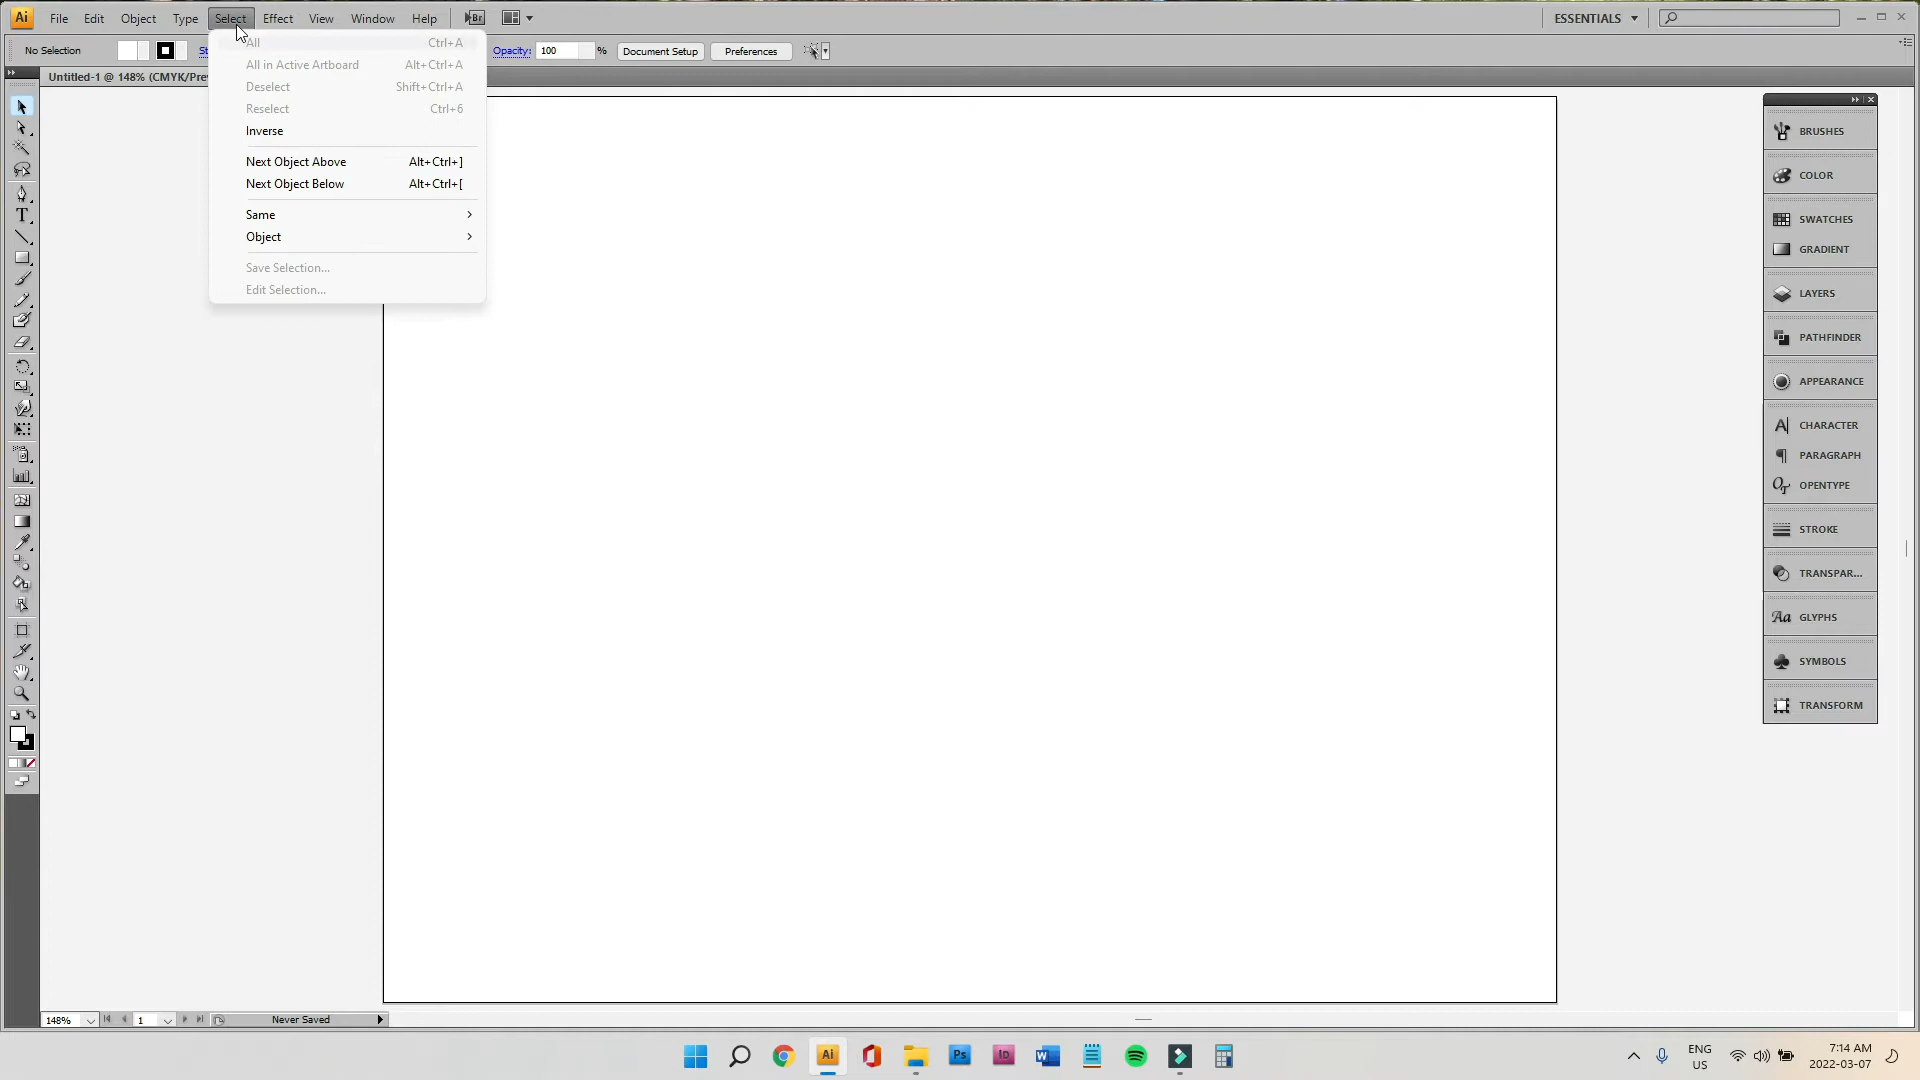 Ai File Edit Object Type Select Effect View Window Help Br ESSENTIALS
No Selection St Opacity: 100 % Document Setup Preferences
Untitled-1 @ 148% (CMYK/Pre
All Ctrl+A
All in Active Artboard Alt+Ctrl+A
Deselect Shift+Ctrl+A
Reselect Ctrl+6
Inverse
Next Object Above Alt+Ctrl+]
Next Object Below Alt+Ctrl+[
Same
Object
Save Selection...
Edit Selection...
BRUSHES
COLOR
SWATCHES
GRADIENT
LAYERS
PATHFINDER
APPEARANCE
CHARACTER
PARAGRAPH
OPENTYPE
STROKE
TRANSPAR...
GLYPHS
SYMBOLS
TRANSFORM
148% 1 Never Saved
Ai Ps ID W
ENG
US
7:14 AM
2022-03-07